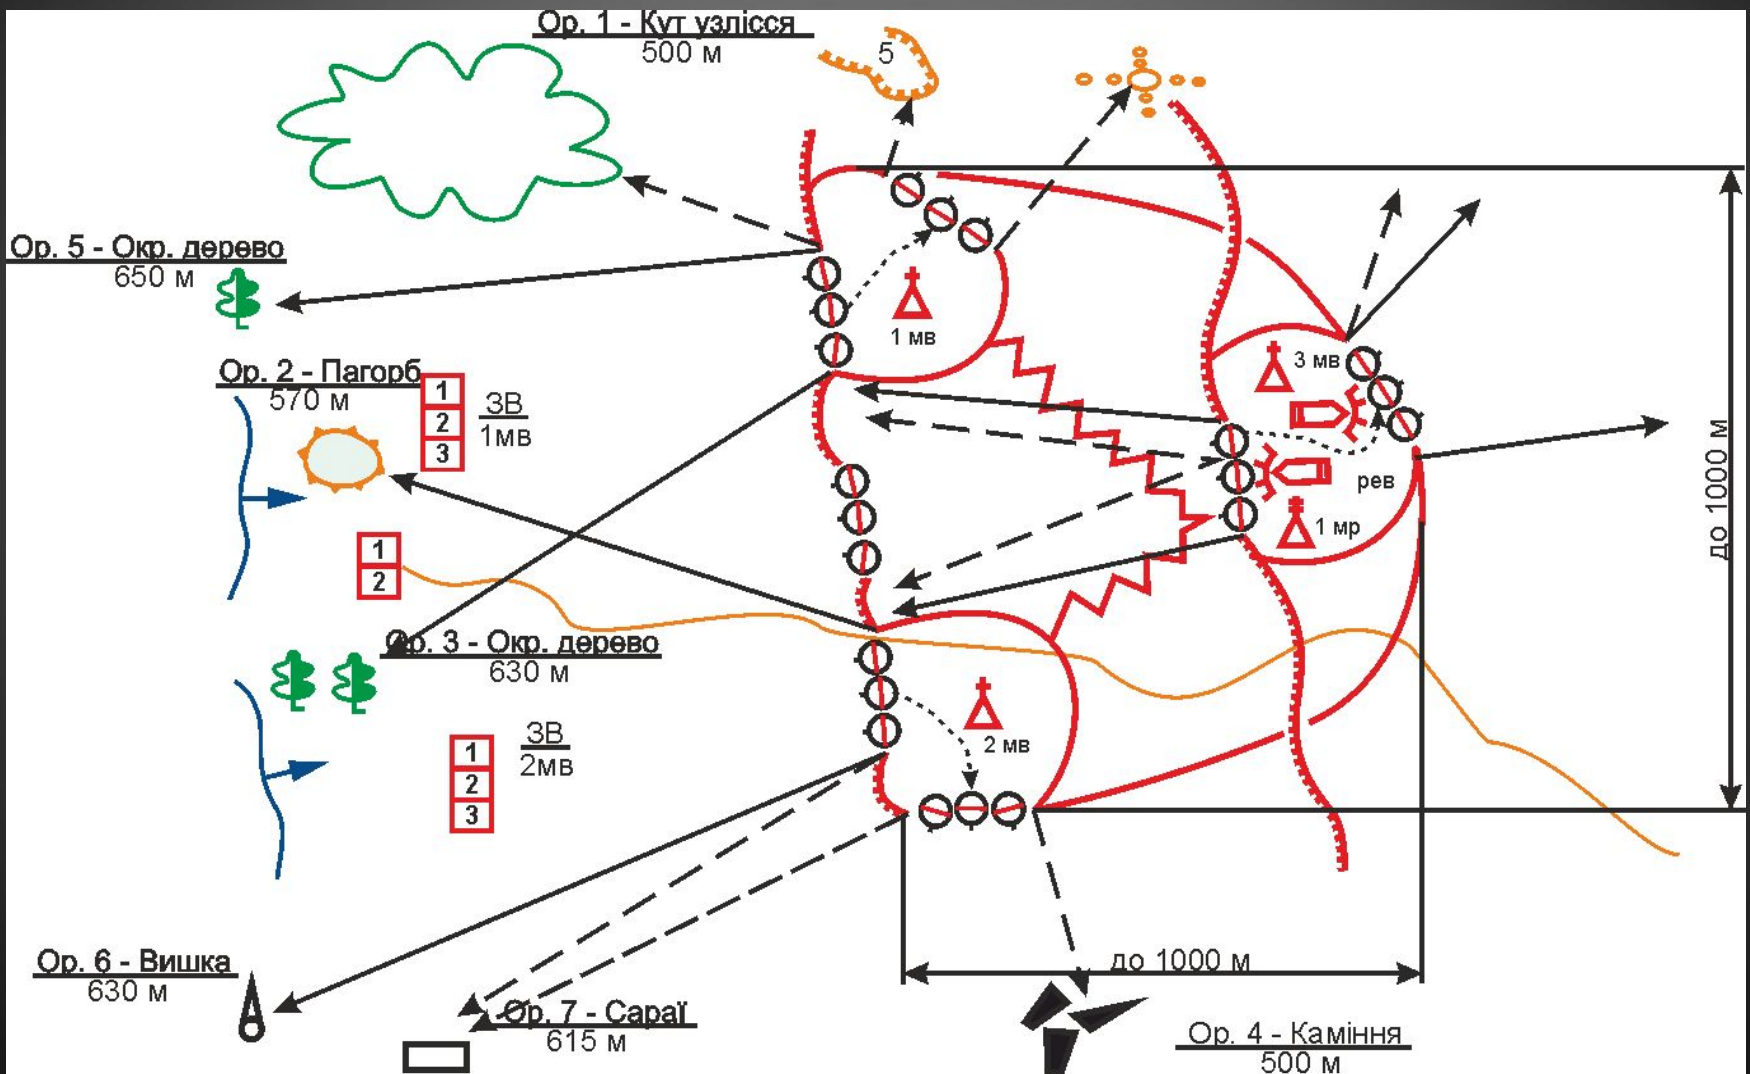 Ор. 1 - Кут узлісся
500 м
5
Ор. 5 - Окр. дерево
650 м
1 мв
3 мв
Ор. 2 - Пагорб
570 м
1
2
3
ЗВ
1мв
до 1000 м
рев
1 мр
1
2
Ор. 3 - Окр. дерево
630 м
1
2
3
ЗВ
2мв
2 мв
Ор. 6 - Вишка
630 м
до 1000 м
Ор. 7 - Сараї
615 м
Ор. 4 - Каміння
500 м